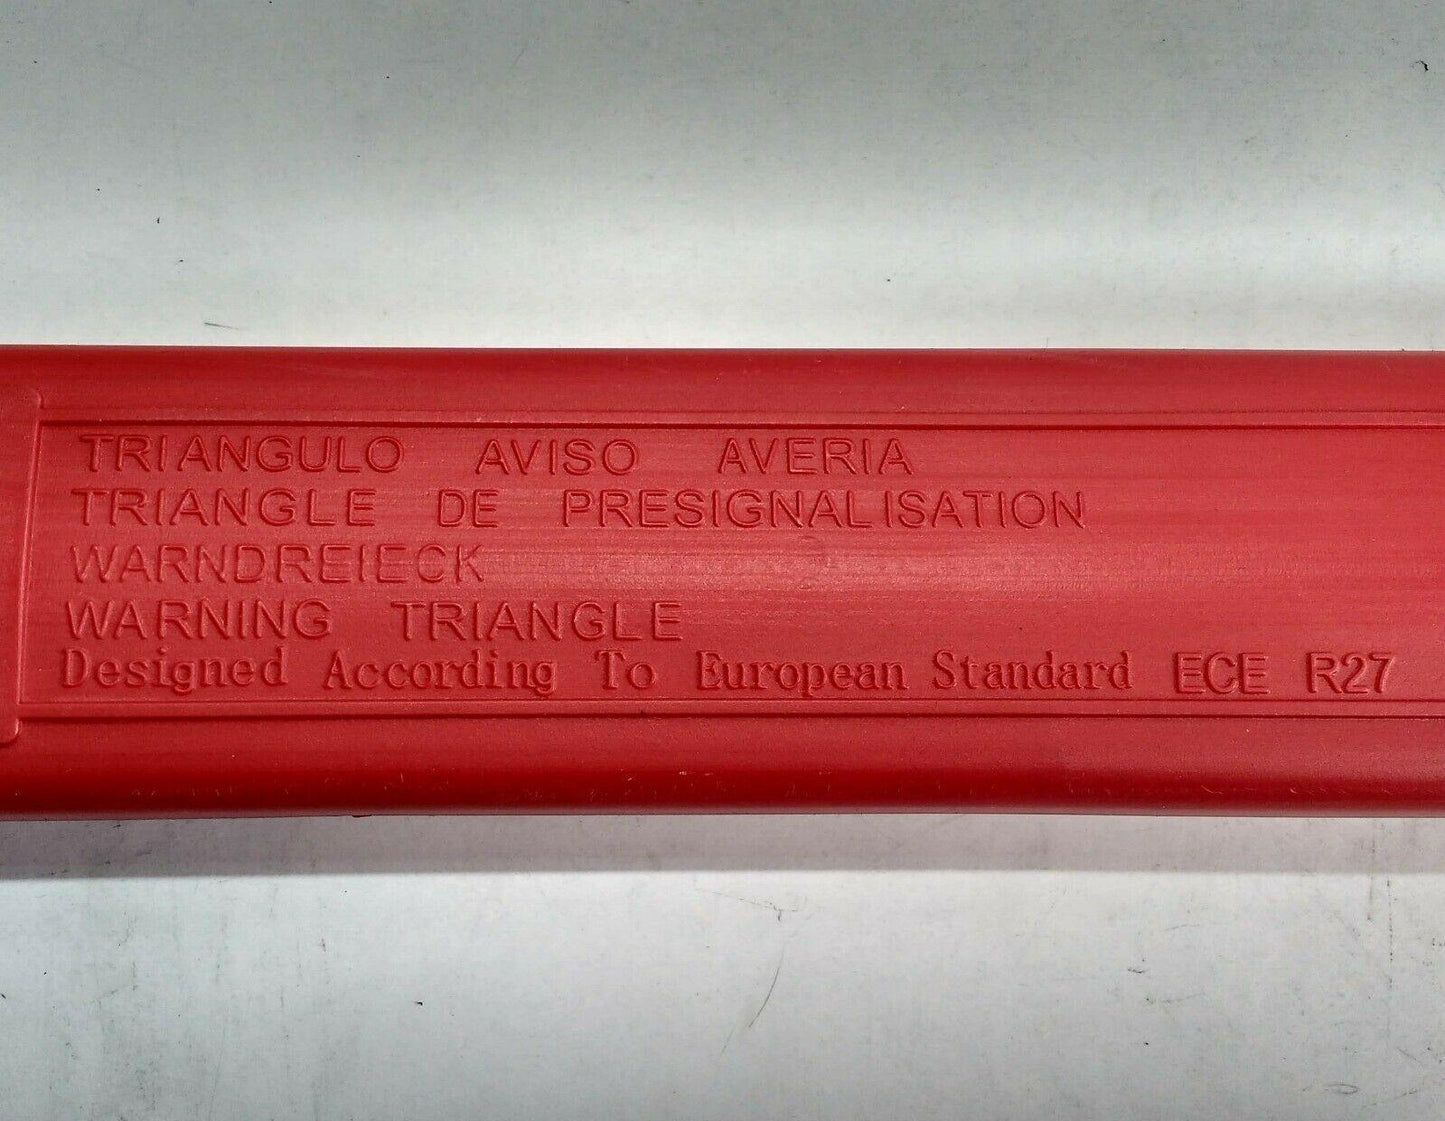 TRIANGULO AVISO AVERIA
TRIANGLE DE PRESIGNALISATION
WARNDREIECK
WARNING TRIANGLE
Designed According To European Standard ECE R27